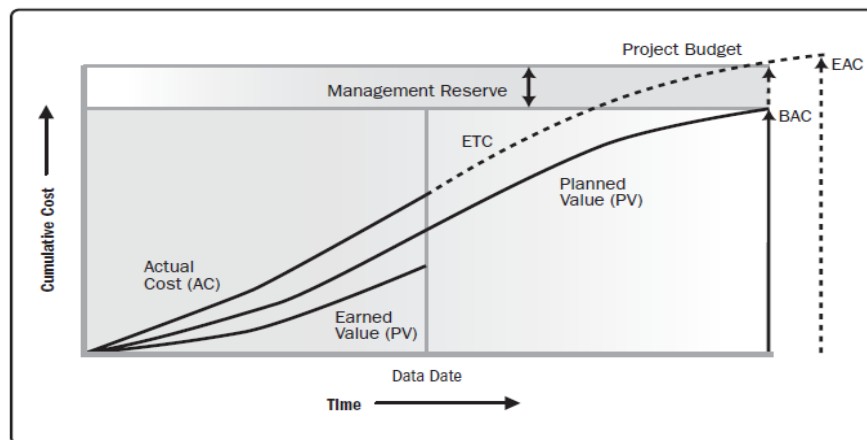 Project Budget
EAC
Management Reserve
BAC
ETC
Planned
Value (PV)
Actual
Cost (AC)
Earned
Value (PV)
Cumulative Cost
Data Date
Time